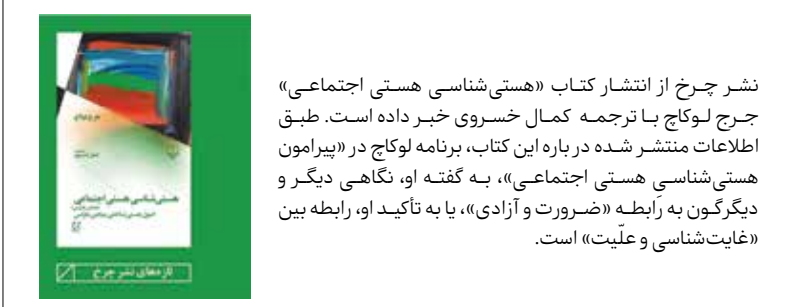 نشر چرخ از انتشار کتاب «هستی‌شناسی هستی اجتماعی»
جرج لوکاچ با ترجمه کمال خسروی خبر داده است. طبق
اطلاعات منتشر شده درباره این کتاب، برنامه لوکاچ در «پیرامون
هستی‌شناسیِ هستی اجتماعی»، به گفته او، نگاهی دیگر و
دیگرگون به رابطه «ضرورت و آزادی»، یا به تأکید او، رابطه بین
«غایت‌شناسی و علّیت» است.
هستی‌شناسی هستی اجتماعی
تازه‌های نشر چرخ